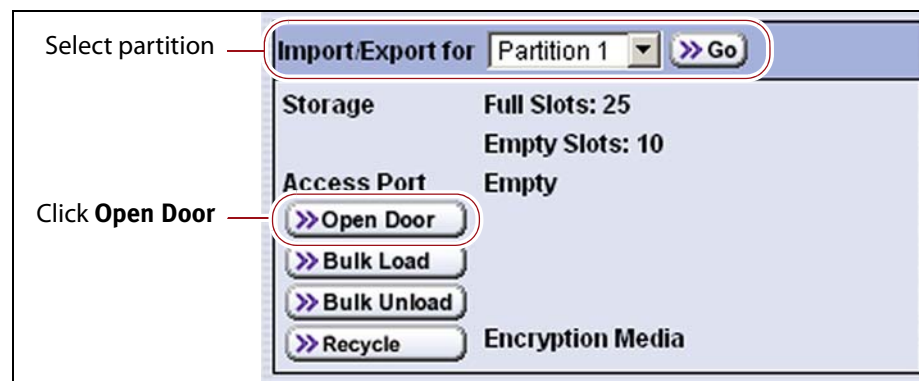 Select partition
Import/Export for Partition 1 >> Go
Storage Full Slots: 25
Empty Slots: 10
Access Port Empty
Click Open Door
>> Open Door
>> Bulk Load
>> Bulk Unload
>> Recycle Encryption Media